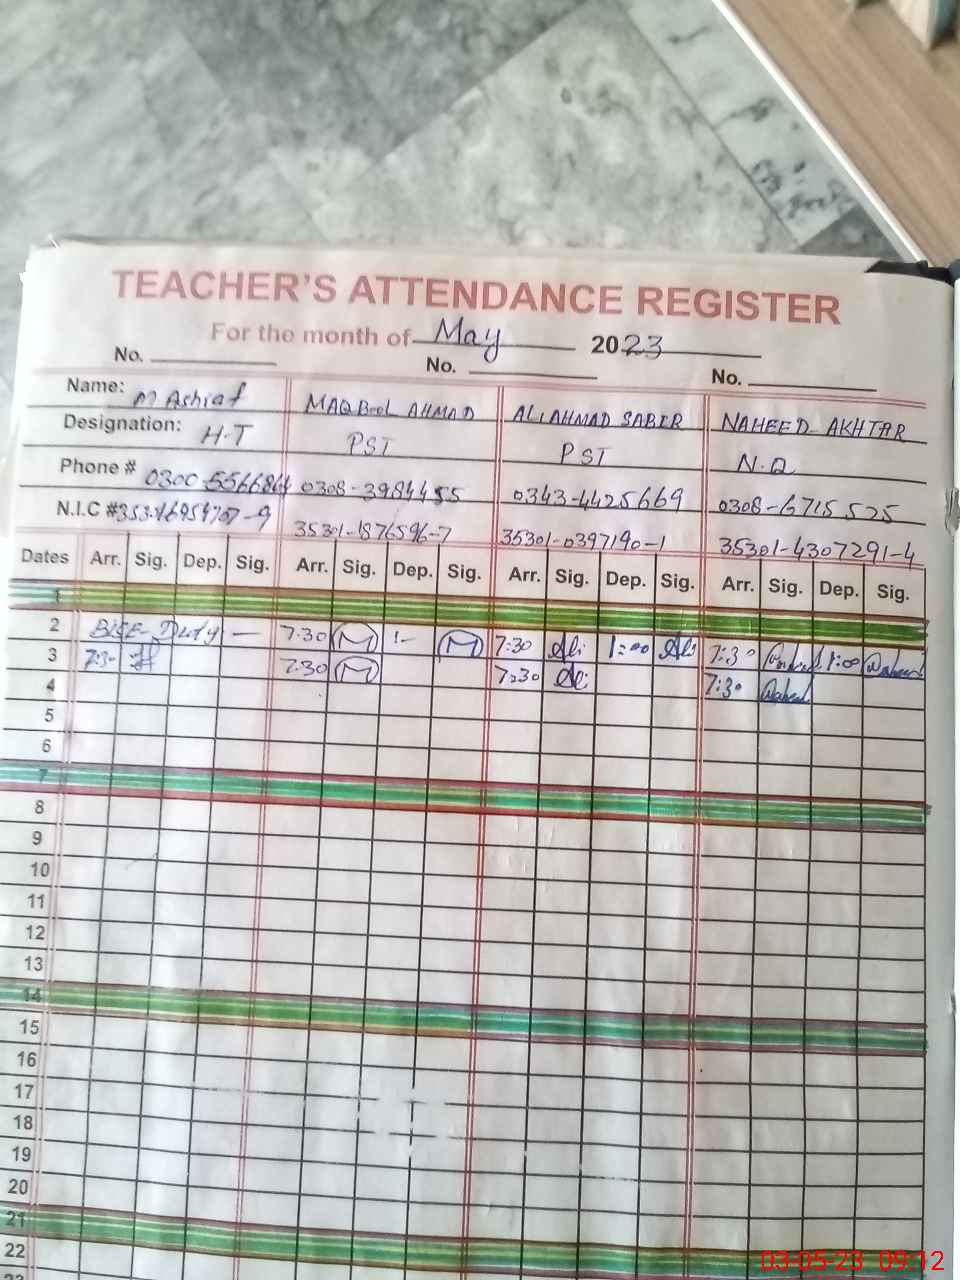 TEACHER'S ATTENDANCE REGISTER
For the month of May 2023
No. No. No.
Name: M Ashraf MAQBOOL AHMAD ALI AHMAD SABIR NAHEED AKHTAR
Designation: H.T PST PST
Phone # 0300 5566864 0308-3984455 0343-4425669 0308-6715525
N.I.C # 35301-1876596-7 35301-0397190-1 35301-4307291-4
Dates Arr. Sig. Dep. Sig. Arr. Sig. Dep. Sig. Arr. Sig. Dep. Sig. Arr. Sig. Dep. Sig.
1
2 BISE-Duty — 7.30 M 1- M 7:30 Ali 1:00 Ali 7:30 Naheed 1:00 Naheed
3 7:30 7.30 M 7:30 Ali 7:30 Naheed
4
5
6
7
8
9
10
11
12
13
14
15
16
17
18
19
20
21
22
23
03-05-23 09:12